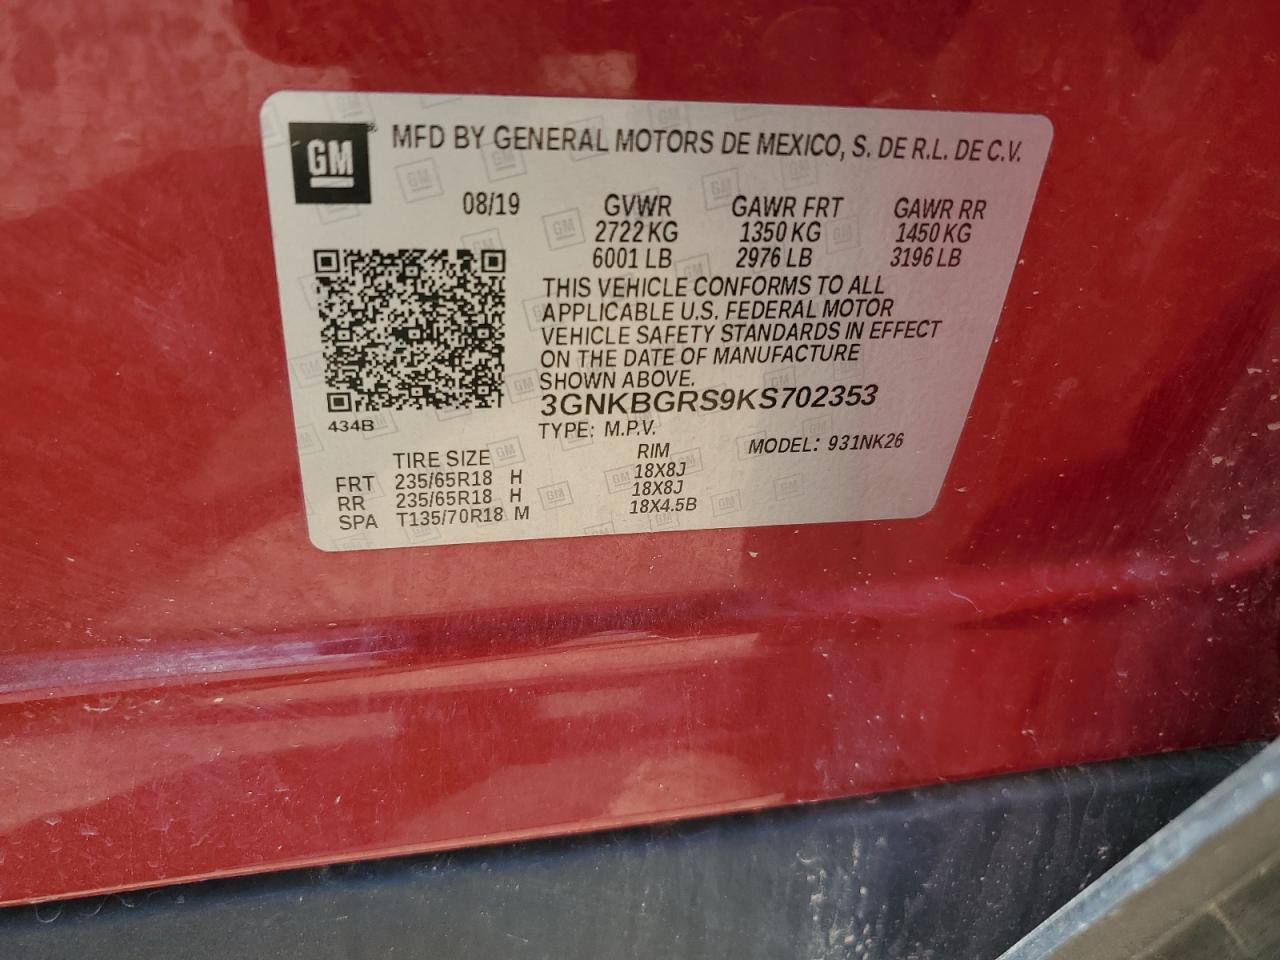 GM
MFD BY GENERAL MOTORS DE MEXICO, S. DE R.L. DE C.V.
08/19 GVWR GAWR FRT GAWR RR
2722 KG 1350 KG 1450 KG
6001 LB 2976 LB 3196 LB
THIS VEHICLE CONFORMS TO ALL
APPLICABLE U.S. FEDERAL MOTOR
VEHICLE SAFETY STANDARDS IN EFFECT
ON THE DATE OF MANUFACTURE
SHOWN ABOVE.
3GNKBGRS9KS702353
434B
TYPE: M.P.V. MODEL: 931NK26
TIRE SIZE RIM
FRT 235/65R18 H 18X8J
RR 235/65R18 H 18X8J
SPA T135/70R18 M 18X4.5B